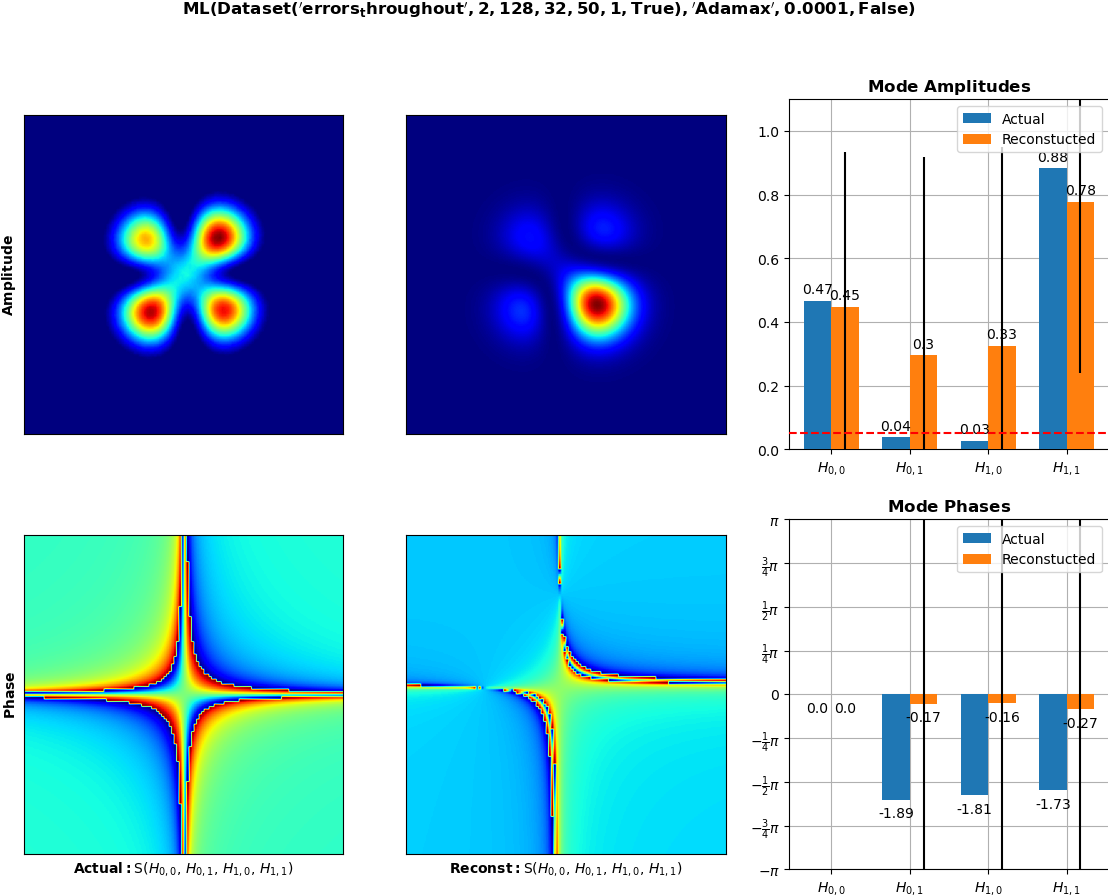 ML(Dataset('errors_throughout', 2, 128, 32, 50, 1, True), 'Adamax', 0.0001, False)
Amplitude
Mode Amplitudes
Actual
Reconstucted
1.0
0.8
0.6
0.4
0.2
0.0
0.47
0.45
0.04
0.3
0.03
0.33
0.88
0.78
H0,0
H0,1
H1,0
H1,1
Phase
Actual: S(H0,0, H0,1, H1,0, H1,1)
Reconst: S(H0,0, H0,1, H1,0, H1,1)
Mode Phases
Actual
Reconstucted
π
3/4π
1/2π
1/4π
0
−1/4π
−1/2π
−3/4π
−π
0.0
0.0
-1.89
-0.17
-1.81
-0.16
-1.73
-0.27
H0,0
H0,1
H1,0
H1,1